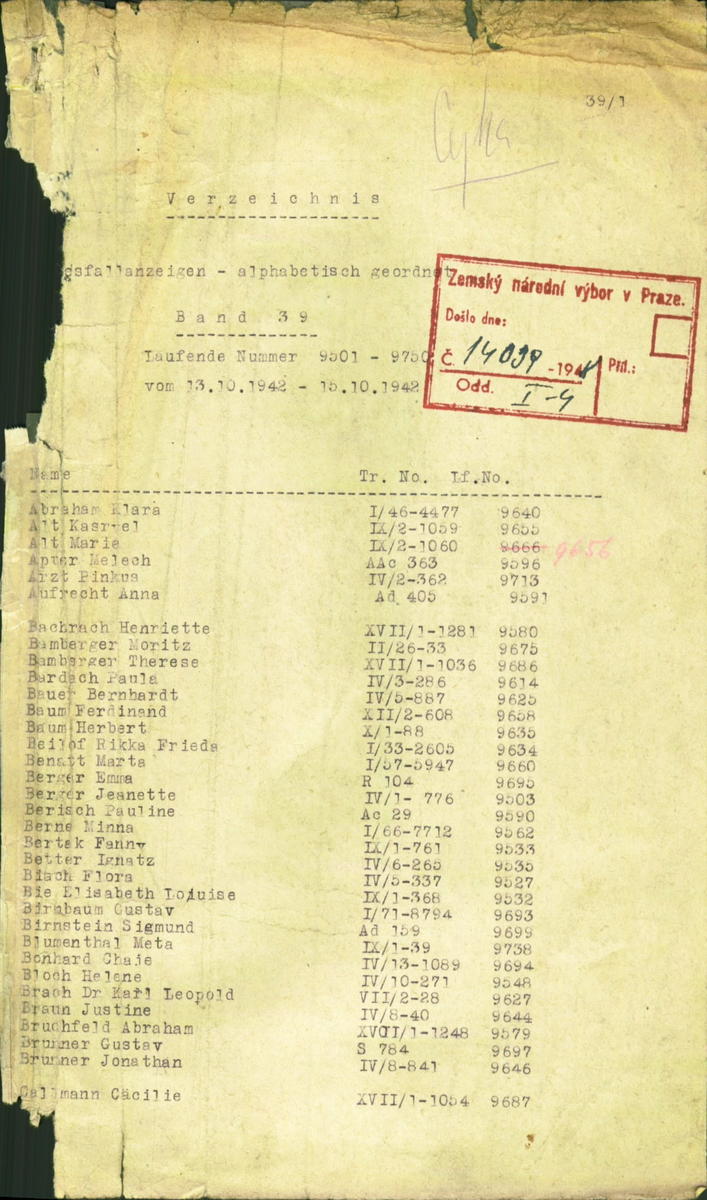 39/1
Verzeichnis
dsfallanzeigen - alphabetisch geordnet
Band 39
Laufende Nummer 9501 - 9750
vom 13.10.1942 - 15.10.1942
Zemský národní výbor v Praze.
Došlo dne:
Č. 14039 -194 Příl.:
Odd. I-4
Name Tr. No. Lf.No.
Abraham Klara I/46-4477 9640
Alt Kasriel IX/2-1059 9655
Alt Marie IX/2-1060 9666 9656
Apter Melech AAc 363 9596
Arzt Pinkus IV/2-362 9713
Aufrecht Anna Ad 405 9591
Bachrach Henriette XVII/1-1281 9580
Bamberger Moritz II/26-33 9675
Bamberger Therese XVII/1-1036 9686
Bardach Paula IV/3-286 9614
Bauer Bernhardt IV/5-887 9625
Baum Ferdinand XII/2-608 9658
Baum Herbert X/1-88 9635
Beilof Rikka Frieda I/33-2605 9634
Benatt Marta I/57-5947 9660
Berger Emma R 104 9695
Berger Jeanette IV/1- 776 9503
Berisch Pauline Ac 29 9590
Berne Minna I/66-7712 9562
Bertak Fanny IX/1-761 9533
Better Ignatz IV/6-265 9535
Biach Flora IV/5-337 9527
Bie Elisabeth Louise IX/1-368 9532
Birnbaum Gustav I/71-8794 9693
Birnstein Sigmund Ad 159 9699
Blumenthal Meta IX/1-39 9738
Bonhard Chaje IV/13-1089 9694
Bloch Helene IV/10-271 9548
Brach Dr Karl Leopold VII/2-28 9627
Braun Justine IV/8-40 9644
Bruchfeld Abraham XVII/1-1248 9579
Brunner Gustav S 784 9697
Brunner Jonathan IV/8-841 9646
Callmann Cäcilie XVII/1-1054 9687